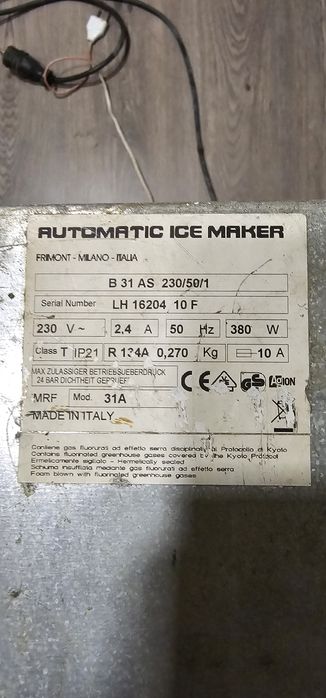 AUTOMATIC ICE MAKER
FRIMONT - MILANO - ITALIA
B 31 AS 230/50/1
Serial Number LH 16204 10 F
230 V~ 2,4 A 50 Hz 380 W
Class T IP21 R 134A 0,270 Kg 10 A
MAX ZULASSIGER BETRIEBSUEBERDRUCK
24 BAR DICHTHEIT GEPRUEFT
CE GS AGION
MRF Mod. 31A
MADE IN ITALY
Contiene gas fluorurati ad effetto serra disciplinati al Protocollo di Kyoto
Contains fluorinated greenhouse gases covered by the Kyoto Protocol
Ermeticamente sigillato - Hermetically sealed
Schiuma insufflata mediante gas fluorurati ad effetto serra
Foam blown with fluorinated greenhouse gases